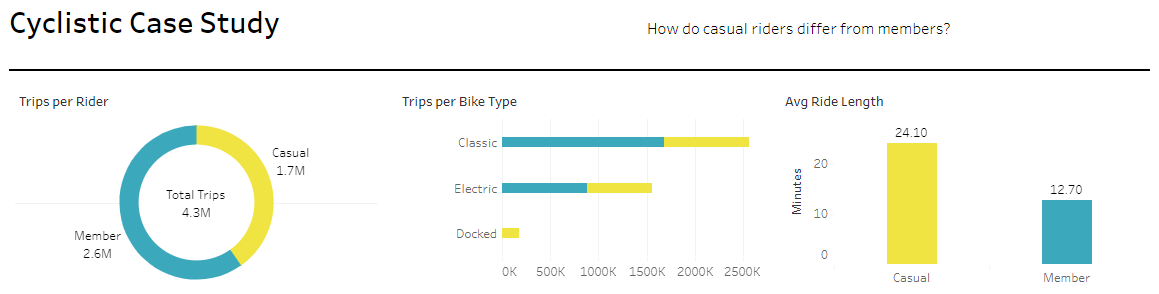 Cyclistic Case Study
How do casual riders differ from members?
Trips per Rider
Casual
1.7M
Total Trips
4.3M
Member
2.6M
Trips per Bike Type
Classic
Electric
Docked
0K 500K 1000K 1500K 2000K 2500K
Avg Ride Length
Minutes
20
10
0
24.10
12.70
Casual
Member